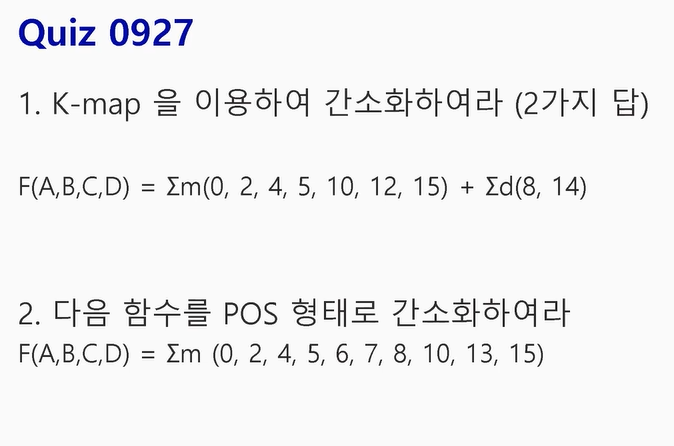 Quiz 0927
1. K-map 을 이용하여 간소화하여라 (2가지 답)
F(A,B,C,D) = Σm(0, 2, 4, 5, 10, 12, 15) + Σd(8, 14)
2. 다음 함수를 POS 형태로 간소화하여라
F(A,B,C,D) = Σm (0, 2, 4, 5, 6, 7, 8, 10, 13, 15)